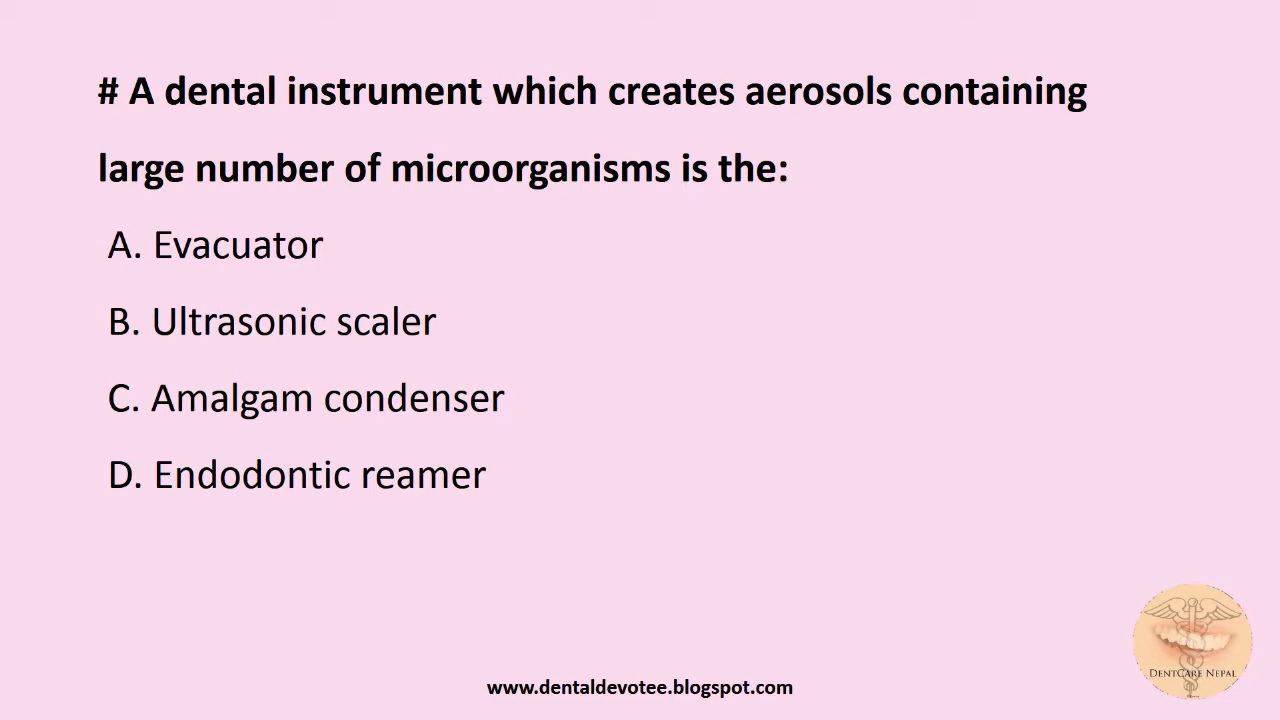 # A dental instrument which creates aerosols containing
large number of microorganisms is the:
A. Evacuator
B. Ultrasonic scaler
C. Amalgam condenser
D. Endodontic reamer
DENTCARE NEPAL
www.dentaldevotee.blogspot.com